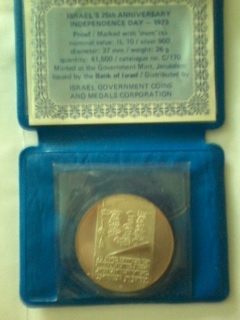 ISRAEL'S 25th ANNIVERSARY
INDEPENDENCE DAY – 1973
Proof / Marked with 'mem' (מ)
nominal value: IL 10 / silver 900
diameter: 37 mm / weight: 26 g
quantity: 41,500 / catalogue no. C/170
Minted at the Government Mint, Jerusalem
Issued by the Bank of Israel / Distributed by
ISRAEL GOVERNMENT COINS
AND MEDALS CORPORATION